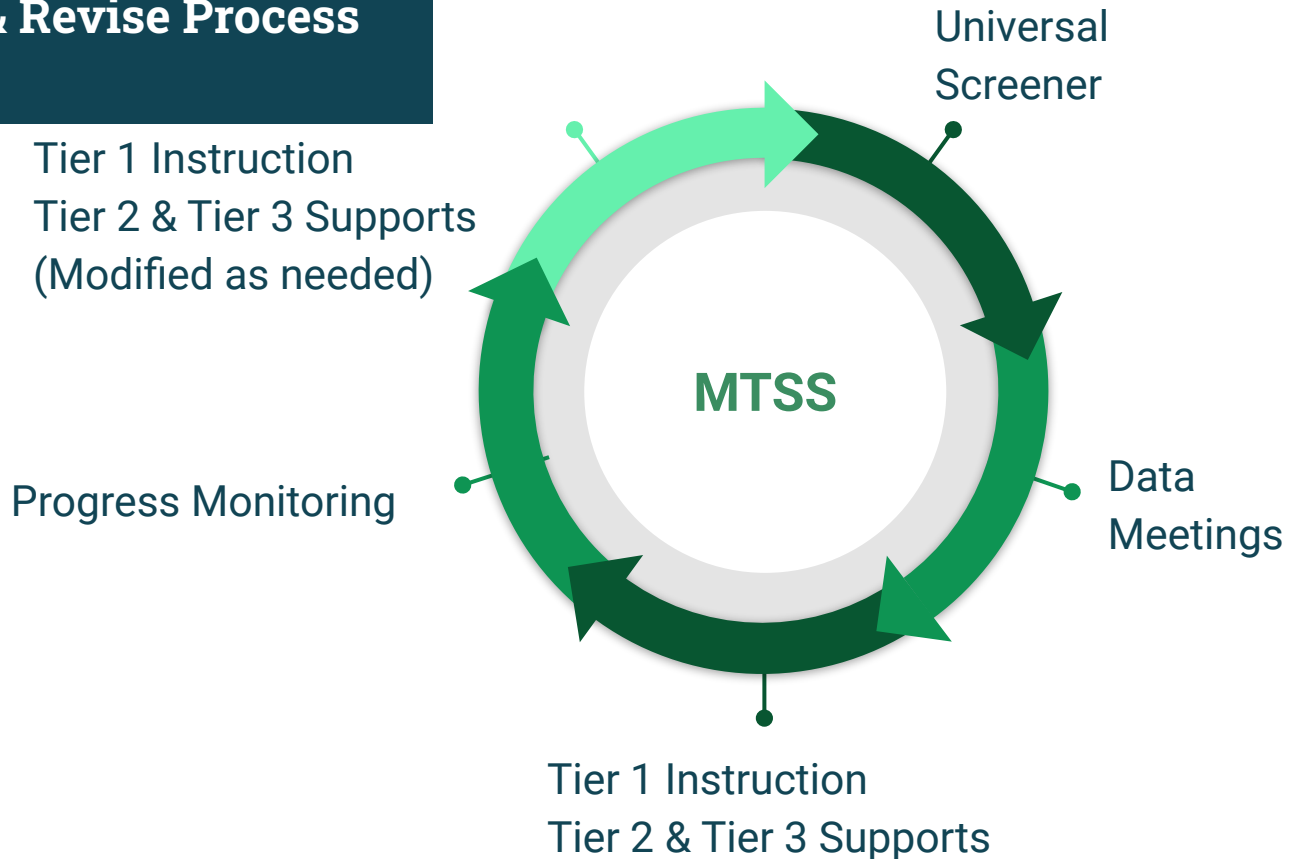 & Revise Process
Universal
Screener
Tier 1 Instruction
Tier 2 & Tier 3 Supports
(Modified as needed)
MTSS
Data
Meetings
Progress Monitoring
Tier 1 Instruction
Tier 2 & Tier 3 Supports